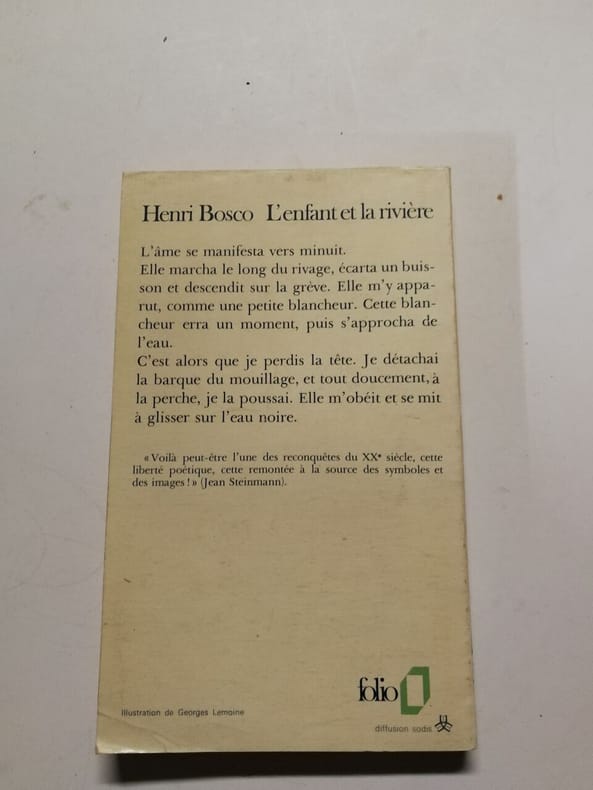 Henri Bosco L'enfant et la rivière
L'âme se manifesta vers minuit.
Elle marcha le long du rivage, écarta un buis-
son et descendit sur la grève. Elle m'y appa-
rut, comme une petite blancheur. Cette blan-
cheur erra un moment, puis s'approcha de
l'eau.
C'est alors que je perdis la tête. Je détachai
la barque du mouillage, et tout doucement, à
la perche, je la poussai. Elle m'obéit et se mit
à glisser sur l'eau noire.
« Voilà peut-être l'une des reconquêtes du XXe siècle, cette
liberté poétique, cette remontée à la source des symboles et
des images ! » (Jean Steinmann).
folio
Illustration de Georges Lemoine
diffusion sodis